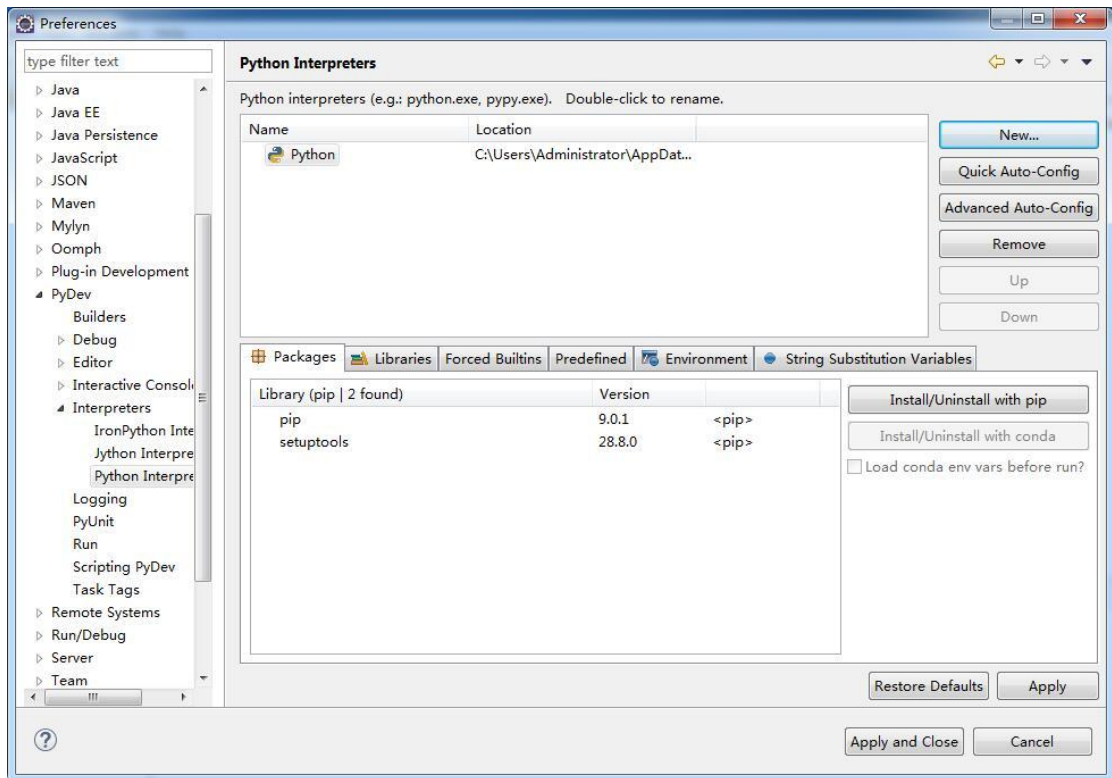 Preferences
type filter text
Java
Java EE
Java Persistence
JavaScript
JSON
Maven
Mylyn
Oomph
Plug-in Development
PyDev
Builders
Debug
Editor
Interactive Consol
Interpreters
IronPython Inte
Jython Interpre
Python Interpre
Logging
PyUnit
Run
Scripting PyDev
Task Tags
Remote Systems
Run/Debug
Server
Team
Python Interpreters
Python interpreters (e.g.: python.exe, pypy.exe).   Double-click to rename.
Name Location
Python C:\Users\Administrator\AppDat...
New...
Quick Auto-Config
Advanced Auto-Config
Remove
Up
Down
Packages Libraries Forced Builtins Predefined Environment String Substitution Variables
Library (pip | 2 found) Version
pip 9.0.1 <pip>
setuptools 28.8.0 <pip>
Install/Uninstall with pip
Install/Uninstall with conda
Load conda env vars before run?
Restore Defaults Apply
Apply and Close Cancel